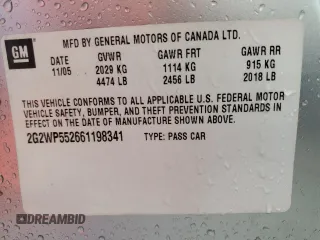 GM
MFD BY GENERAL MOTORS OF CANADA LTD.
DATE GVWR GAWR FRT GAWR RR
11/05 2029 KG 1114 KG 915 KG
4474 LB 2456 LB 2018 LB
THIS VEHICLE CONFORMS TO ALL APPLICABLE U.S. FEDERAL MOTOR
VEHICLE SAFETY, BUMPER, AND THEFT PREVENTION STANDARDS IN
EFFECT ON THE DATE OF MANUFACTURE SHOWN ABOVE.
2G2WP552661198341 TYPE: PASS CAR
DREAMBID